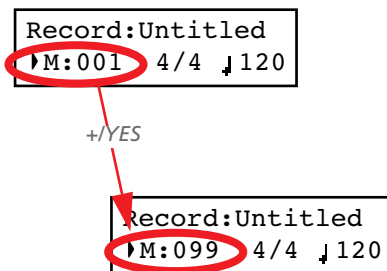 Record:Untitled
M:001 4/4 ♩120
+/YES
Record:Untitled
M:099 4/4 ♩120